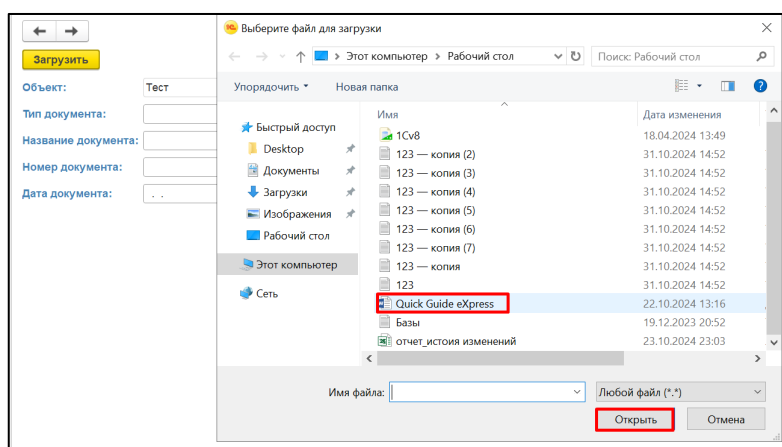 Выберите файл для загрузки
Загрузить
Этот компьютер > Рабочий стол
Поиск: Рабочий стол
Объект:
Тест
Тип документа:
Название документа:
Номер документа:
Дата документа:
. .
Упорядочить
Новая папка
Быстрый доступ
Desktop
Документы
Загрузки
Изображения
Рабочий стол
Этот компьютер
Сеть
Имя
Дата изменения
1Cv8 18.04.2024 13:49
123 — копия (2) 31.10.2024 14:52
123 — копия (3) 31.10.2024 14:52
123 — копия (4) 31.10.2024 14:52
123 — копия (5) 31.10.2024 14:52
123 — копия (6) 31.10.2024 14:52
123 — копия (7) 31.10.2024 14:52
123 — копия 31.10.2024 14:52
123 31.10.2024 14:52
Quick Guide eXpress 22.10.2024 13:16
Базы 19.12.2023 20:52
отчет_истоия изменений 23.10.2024 23:03
Имя файла:
Любой файл (*.*)
Открыть
Отмена